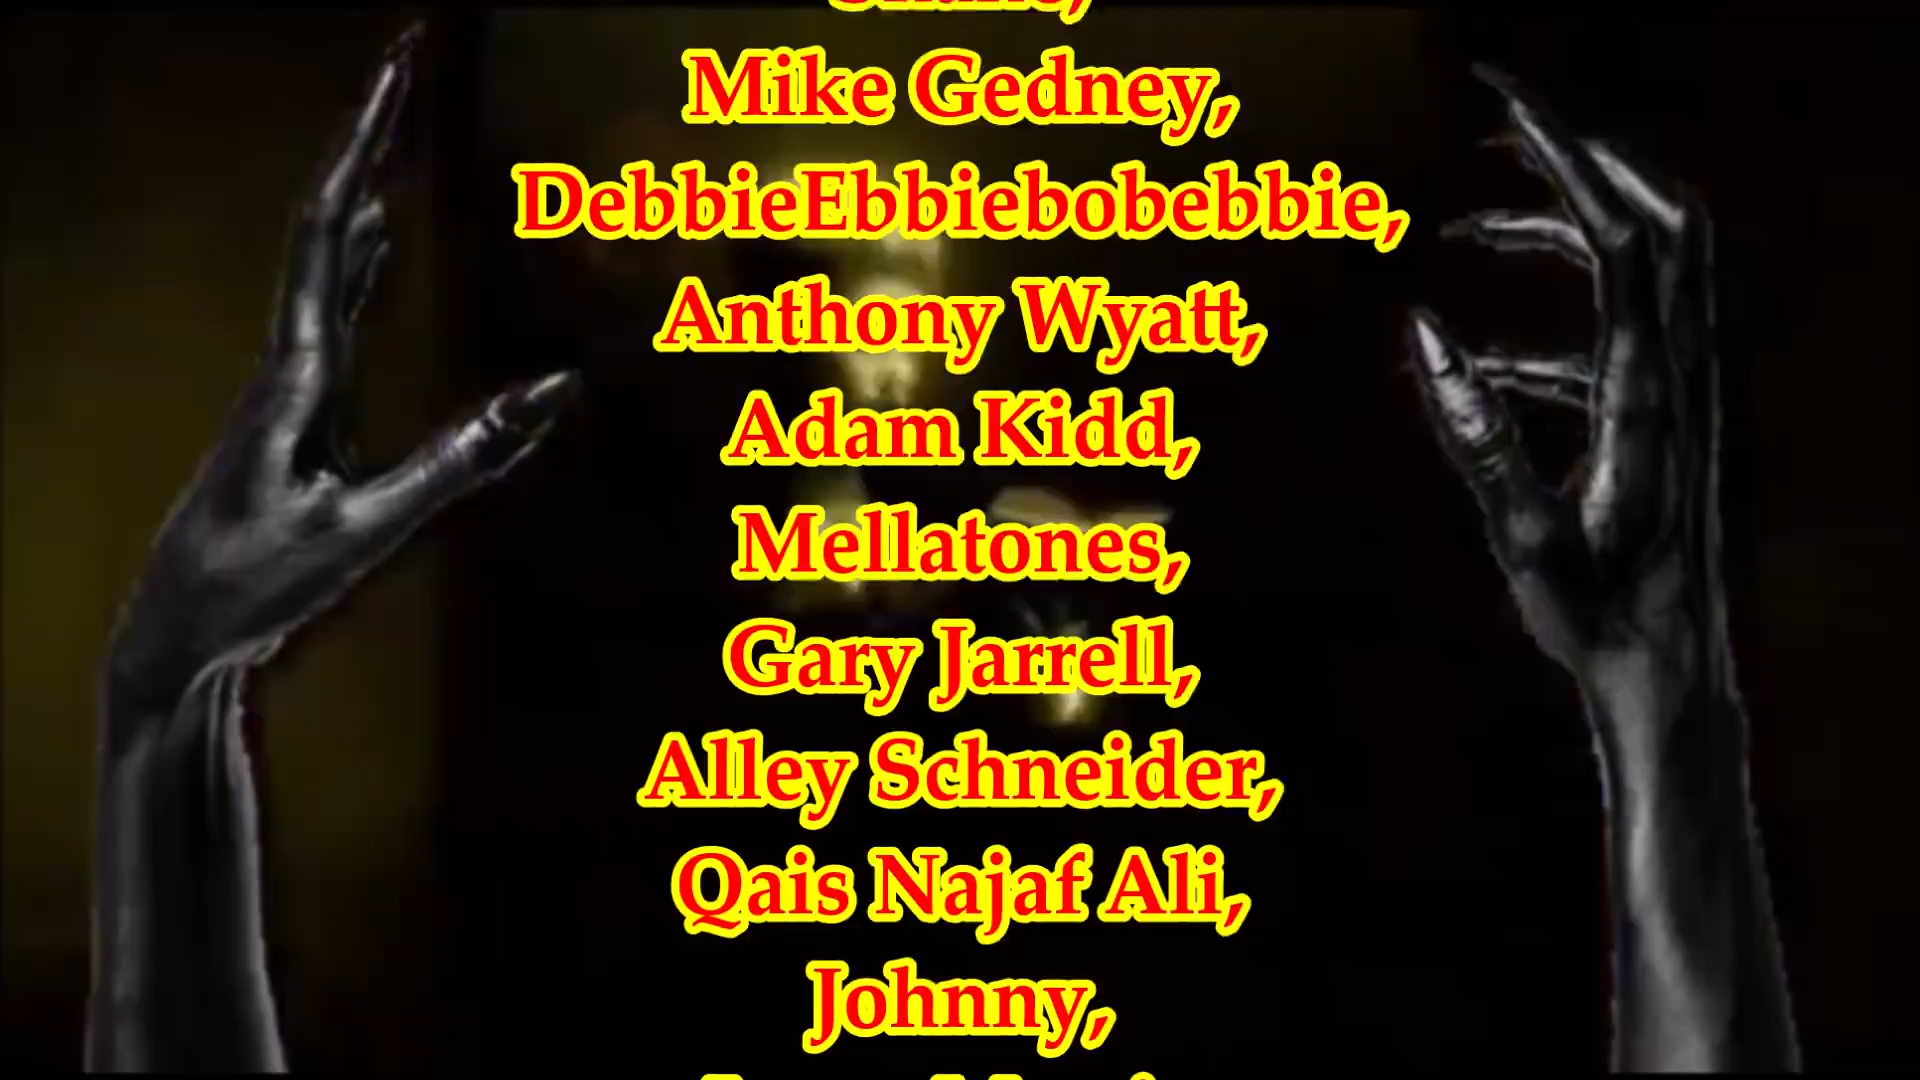 Mike Gedney,
DebbieEbbiebobebbie,
Anthony Wyatt,
Adam Kidd,
Mellatones,
Gary Jarrell,
Alley Schneider,
Qais Najaf Ali,
Johnny,